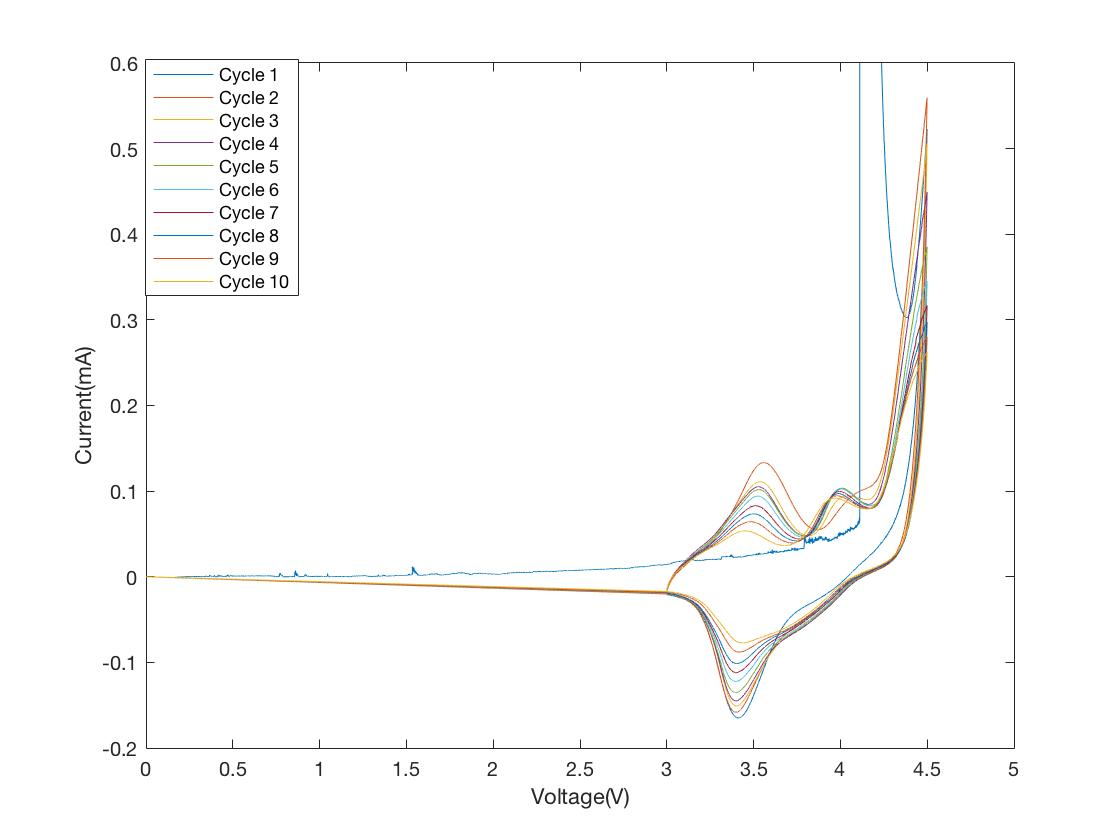 0.6
0.5
0.4
0.3
0.2
0.1
0
-0.1
-0.2
Current(mA)
Cycle 1
Cycle 2
Cycle 3
Cycle 4
Cycle 5
Cycle 6
Cycle 7
Cycle 8
Cycle 9
Cycle 10
0 0.5 1 1.5 2 2.5 3 3.5 4 4.5 5
Voltage(V)